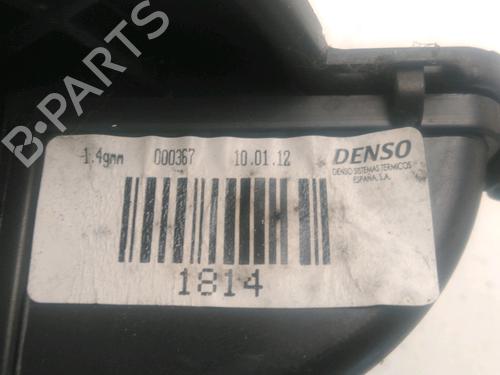 1.4gmm 000367 10.01.12 DENSO
DENSO SISTEMAS TERMICOS
ESPAÑA, S.A.
1814
B-PARTS